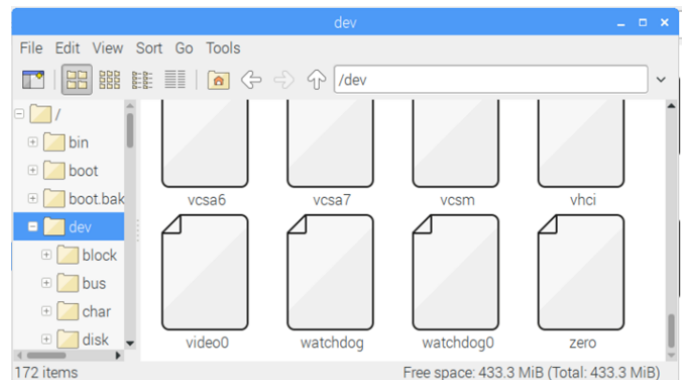 dev
File Edit View Sort Go Tools
/dev
/
bin
boot
boot.bak
dev
block
bus
char
disk
vcsa6 vcsa7 vcsm vhci
video0 watchdog watchdog0 zero
172 items Free space: 433.3 MiB (Total: 433.3 MiB)